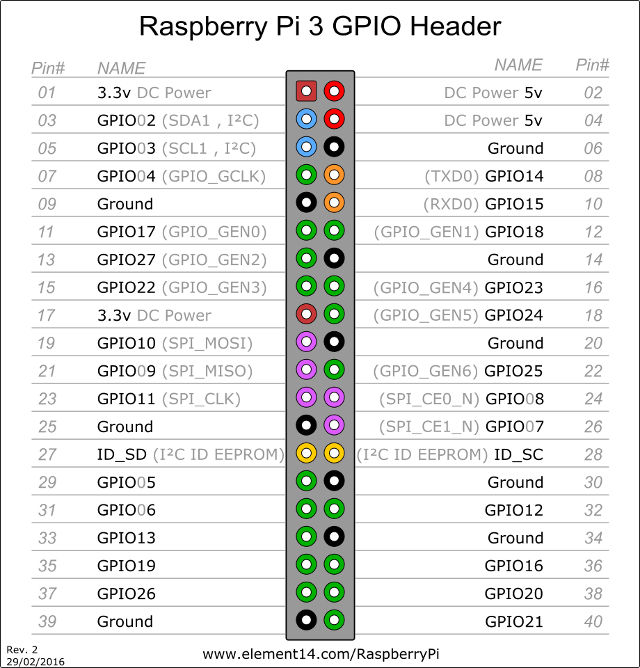 Raspberry Pi 3 GPIO Header
Pin# NAME NAME Pin#
01 3.3v DC Power DC Power 5v 02
03 GPIO02 (SDA1 , I²C) DC Power 5v 04
05 GPIO03 (SCL1 , I²C) Ground 06
07 GPIO04 (GPIO_GCLK) (TXD0) GPIO14 08
09 Ground (RXD0) GPIO15 10
11 GPIO17 (GPIO_GEN0) (GPIO_GEN1) GPIO18 12
13 GPIO27 (GPIO_GEN2) Ground 14
15 GPIO22 (GPIO_GEN3) (GPIO_GEN4) GPIO23 16
17 3.3v DC Power (GPIO_GEN5) GPIO24 18
19 GPIO10 (SPI_MOSI) Ground 20
21 GPIO09 (SPI_MISO) (GPIO_GEN6) GPIO25 22
23 GPIO11 (SPI_CLK) (SPI_CE0_N) GPIO08 24
25 Ground (SPI_CE1_N) GPIO07 26
27 ID_SD (I²C ID EEPROM) (I²C ID EEPROM) ID_SC 28
29 GPIO05 Ground 30
31 GPIO06 GPIO12 32
33 GPIO13 Ground 34
35 GPIO19 GPIO16 36
37 GPIO26 GPIO20 38
39 Ground GPIO21 40
Rev. 2
29/02/2016
www.element14.com/RaspberryPi